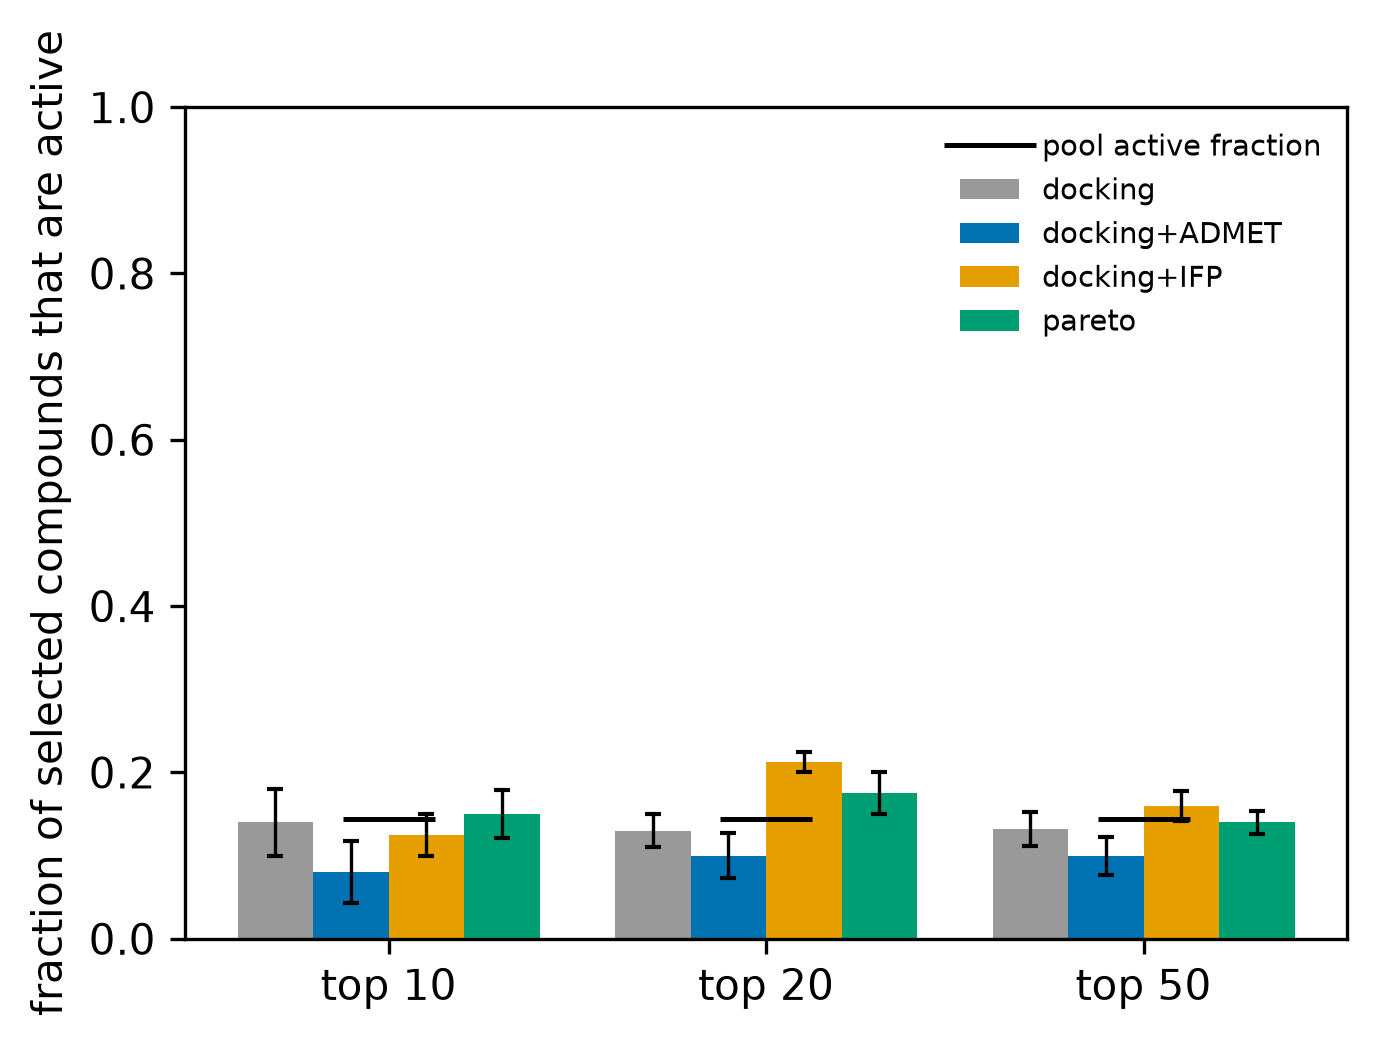 fraction of selected compounds that are active
1.0
0.8
0.6
0.4
0.2
0.0
pool active fraction
docking
docking+ADMET
docking+IFP
pareto
top 10
top 20
top 50